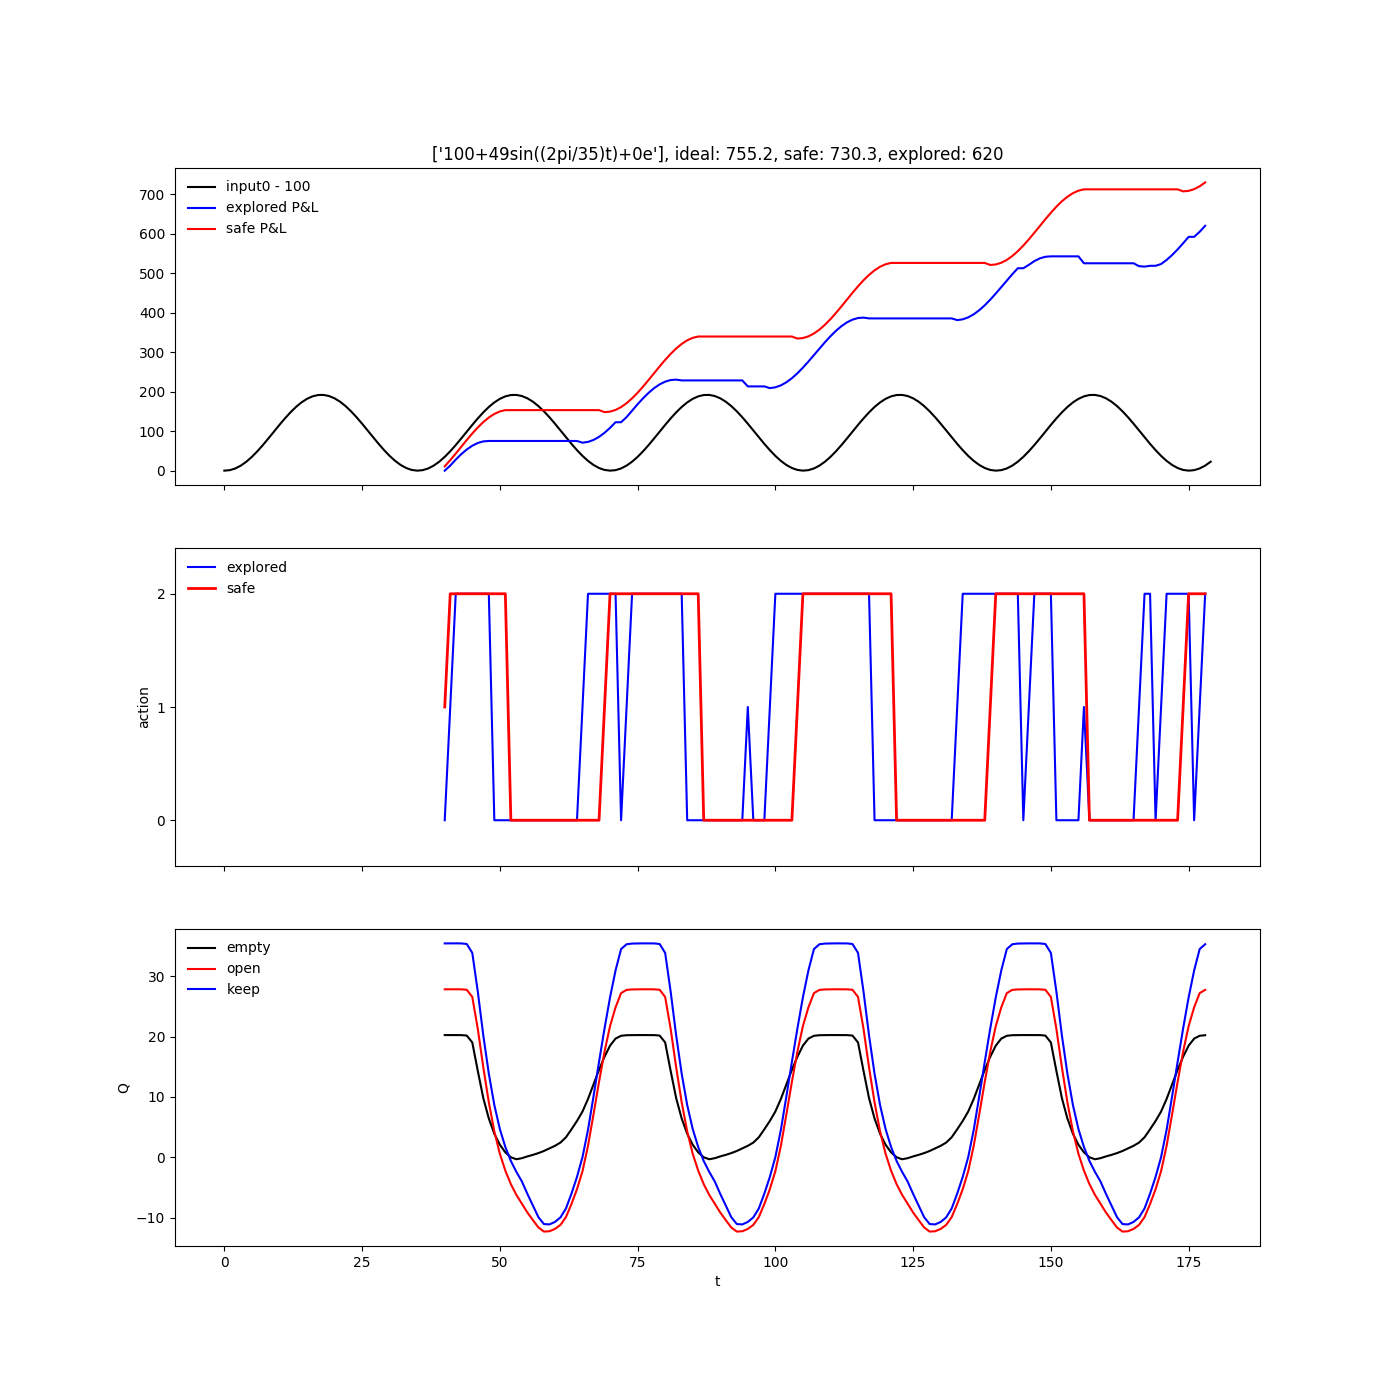 ['100+49sin((2pi/35)t)+0e'], ideal: 755.2, safe: 730.3, explored: 620
input0 - 100
explored P&L
safe P&L
700
600
500
400
300
200
100
0
explored
safe
2
1
0
action
empty
open
keep
30
20
10
0
−10
Q
0 25 50 75 100 125 150 175
t